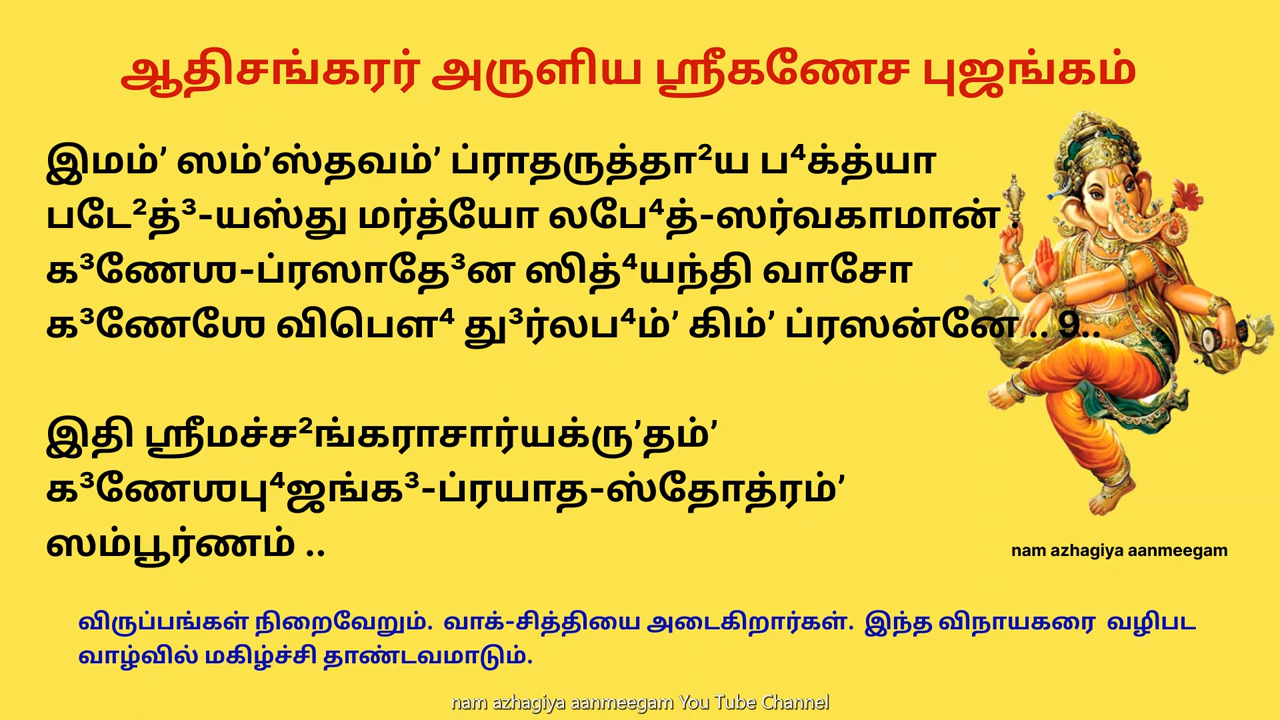 ஆதிசங்கரர் அருளிய ஸ்ரீகணேச புஜங்கம்
இமம்ʼ ஸம்ʼஸ்தவம்ʼ ப்ராதருத்தா²ய ப⁴க்த்யா
படே²த்³-யஸ்து மர்த்யோ லபே⁴த்-ஸர்வகாமான் .
க³ணேஶ-ப்ரஸாதே³ன ஸித்⁴யந்தி வாசோ
க³ணேஶே விபௌ⁴ து³ர்லப⁴ம்ʼ கிம்ʼ ப்ரஸன்னே .. 9..
இதி ஸ்ரீமச்ச²ங்கராசார்யக்ருʼதம்ʼ
க³ணேஶபு⁴ஜங்க³-ப்ரயாத-ஸ்தோத்ரம்ʼ
ஸம்பூர்ணம் ..
nam azhagiya aanmeegam
விருப்பங்கள் நிறைவேறும். வாக்-சித்தியை அடைகிறார்கள். இந்த விநாயகரை வழிபட
வாழ்வில் மகிழ்ச்சி தாண்டவமாடும்.
nam azhagiya aanmeegam You Tube Channel